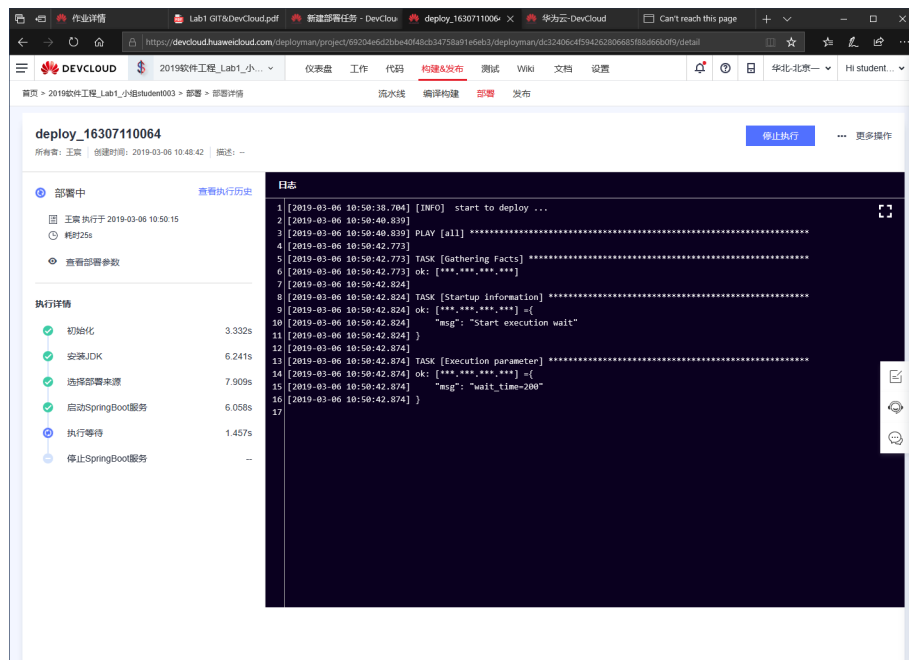 作业详情
Lab1 GIT&DevCloud.pdf
新建部署任务 - DevClou
deploy_16307110064
华为云-DevCloud
Can't reach this page
https://devcloud.huaweicloud.com/deployman/project/69204e6d2bbe40f48cb34758a91e6eb3/deployman/dc32406c4f594262806685f88d66b0f9/detail
DEVCLOUD
2019软件工程_Lab1_小...
仪表盘 工作 代码 构建&发布 测试 Wiki 文档 设置
华北-北京一
Hi student...
首页 > 2019软件工程_Lab1_小组student003 > 部署 > 部署详情
流水线 编译构建 部署 发布
deploy_16307110064
停止执行
... 更多操作
所有者: 王宸 创建时间: 2019-03-06 10:48:42 描述: --
部署中
查看执行历史
王宸 执行于 2019-03-06 10:50:15
耗时25s
查看部署参数
执行详情
初始化 3.332s
安装JDK 6.241s
选择部署来源 7.909s
启动SpringBoot服务 6.058s
执行等待 1.457s
停止SpringBoot服务 --
日志
1 [2019-03-06 10:50:38.704] [INFO] start to deploy ...
2 [2019-03-06 10:50:40.839]
3 [2019-03-06 10:50:40.839] PLAY [all] *********************************************************************
4 [2019-03-06 10:50:42.773]
5 [2019-03-06 10:50:42.773] TASK [Gathering Facts] *********************************************************
6 [2019-03-06 10:50:42.773] ok: [***.***.***.***]
7 [2019-03-06 10:50:42.824]
8 [2019-03-06 10:50:42.824] TASK [Startup information] *****************************************************
9 [2019-03-06 10:50:42.824] ok: [***.***.***.***] ={
10 [2019-03-06 10:50:42.824] "msg": "Start execution wait"
11 [2019-03-06 10:50:42.824] }
12 [2019-03-06 10:50:42.874]
13 [2019-03-06 10:50:42.874] TASK [Execution parameter] *****************************************************
14 [2019-03-06 10:50:42.874] ok: [***.***.***.***] ={
15 [2019-03-06 10:50:42.874] "msg": "wait_time=200"
16 [2019-03-06 10:50:42.874] }
17